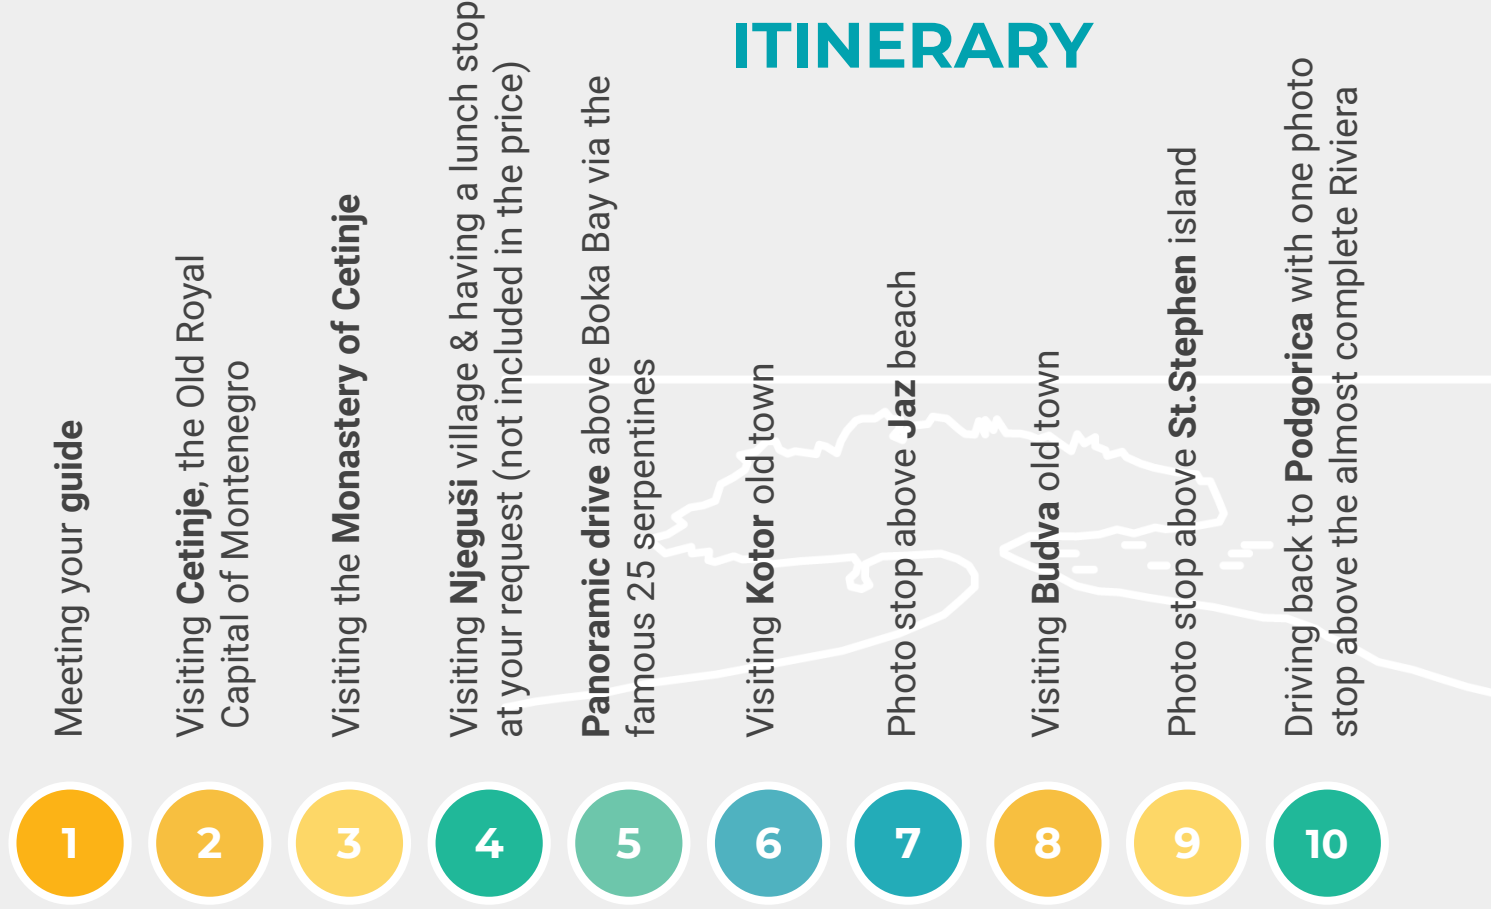 ITINERARY
Meeting your guide
1
Visiting Cetinje, the Old Royal
Capital of Montenegro
2
Visiting the Monastery of Cetinje
3
Visiting Njeguši village & having a lunch stop
at your request (not included in the price)
4
Panoramic drive above Boka Bay via the
famous 25 serpentines
5
Visiting Kotor old town
6
Photo stop above Jaz beach
7
Visiting Budva old town
8
Photo stop above St.Stephen island
9
Driving back to Podgorica with one photo
stop above the almost complete Riviera
10